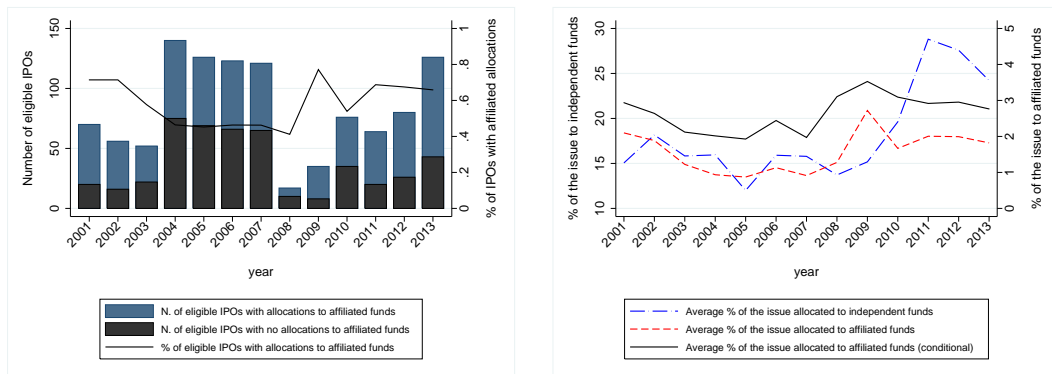 Number of eligible IPOs
0 50 100 150
% of IPOs with affiliated allocations
0 .2 .4 .6 .8 1
2001 2002 2003 2004 2005 2006 2007 2008 2009 2010 2011 2012 2013
year
N. of eligible IPOs with allocations to affiliated funds
N. of eligible IPOs with no allocations to affiliated funds
% of eligible IPOs with allocations to affiliated funds
% of the issue to independent funds
10 15 20 25 30
% of the issue to affiliated funds
0 1 2 3 4 5
2001 2002 2003 2004 2005 2006 2007 2008 2009 2010 2011 2012 2013
year
Average % of the issue allocated to independent funds
Average % of the issue allocated to affiliated funds
Average % of the issue allocated to affiliated funds (conditional)